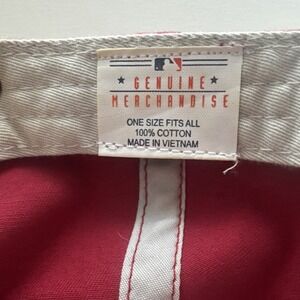 GENUINE
MERCHANDISE
ONE SIZE FITS ALL
100% COTTON
MADE IN VIETNAM